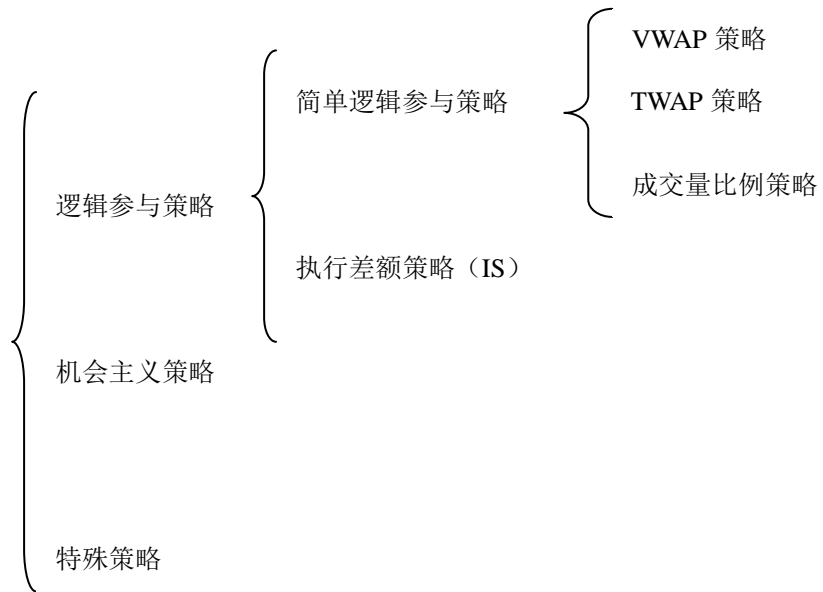 VWAP 策略
简单逻辑参与策略
TWAP 策略
成交量比例策略
逻辑参与策略
执行差额策略（IS）
机会主义策略
特殊策略